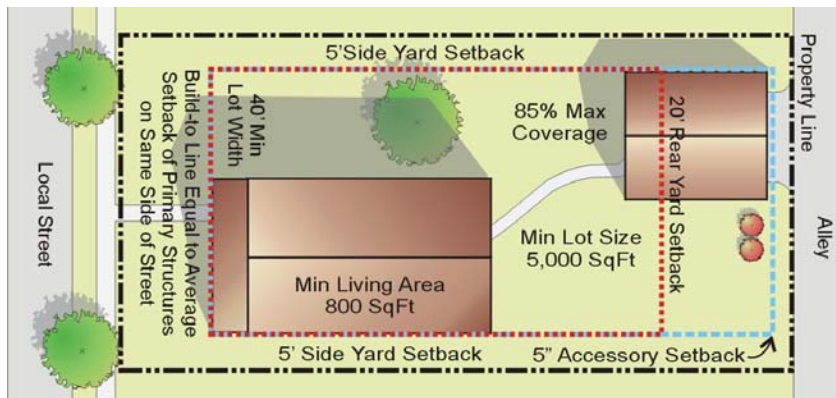 5'Side Yard Setback
Property Line
Build-to Line Equal to Average
Setback of Primary Structures
on Same Side of Street
40' Min
Lot Width
85% Max
Coverage
20' Rear Yard Setback
Local Street
Min Lot Size
5,000 SqFt
Alley
Min Living Area
800 SqFt
5' Side Yard Setback
5" Accessory Setback